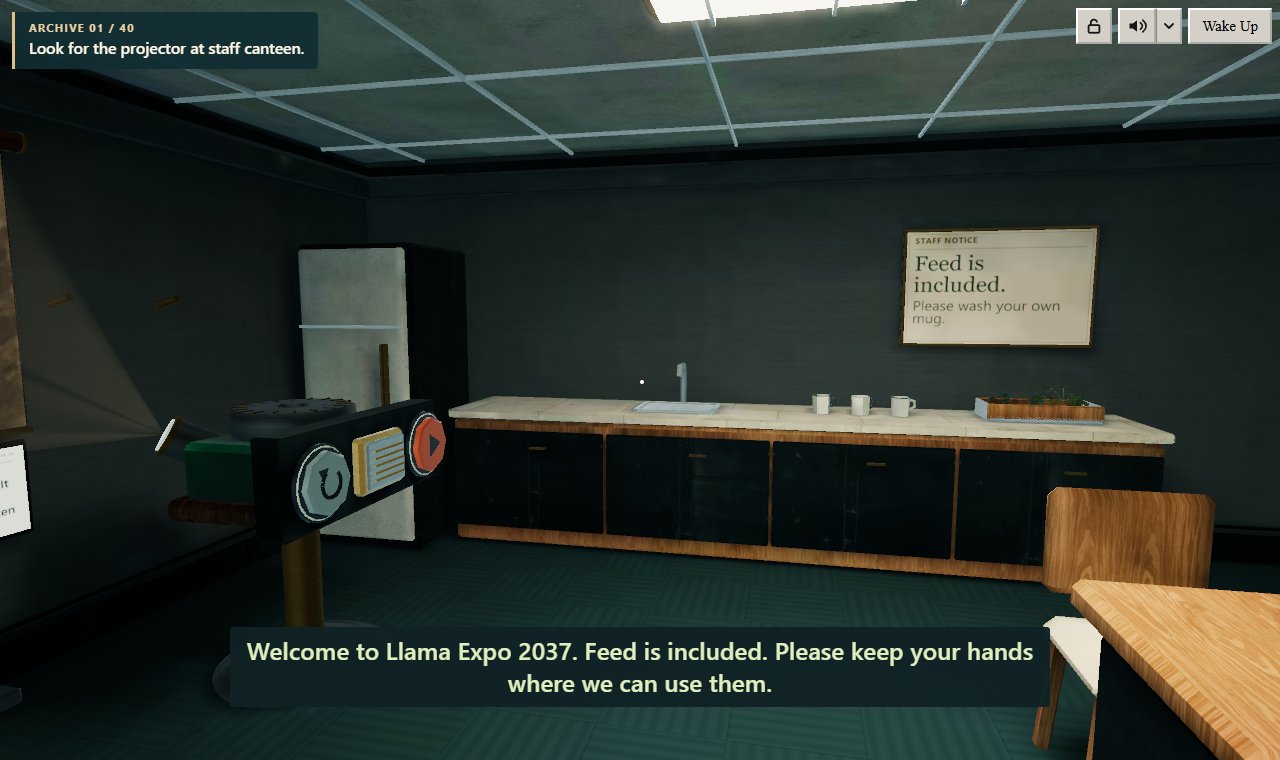 ARCHIVE 01 / 40
Look for the projector at staff canteen.
Wake Up
STAFF NOTICE
Feed is
included.
Please wash your own
mug.
lt
en
Welcome to Llama Expo 2037. Feed is included. Please keep your hands
where we can use them.